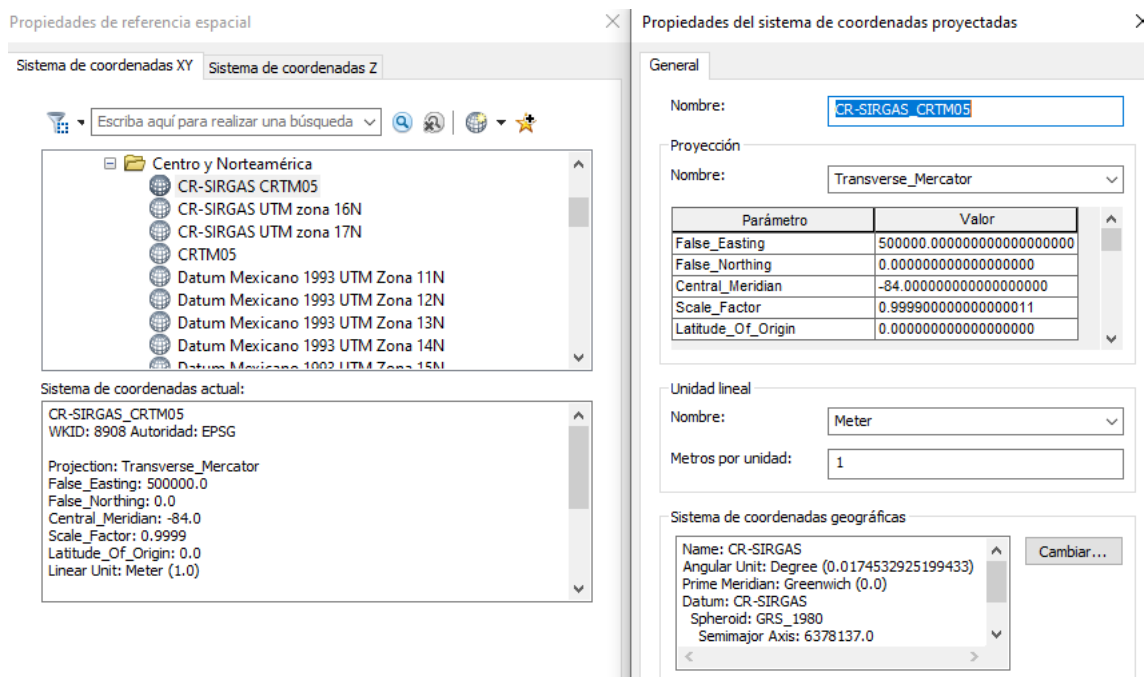 Propiedades de referencia espacial
Sistema de coordenadas XY
Sistema de coordenadas Z
Escriba aquí para realizar una búsqueda
Centro y Norteamérica
CR-SIRGAS CRTM05
CR-SIRGAS UTM zona 16N
CR-SIRGAS UTM zona 17N
CRTM05
Datum Mexicano 1993 UTM Zona 11N
Datum Mexicano 1993 UTM Zona 12N
Datum Mexicano 1993 UTM Zona 13N
Datum Mexicano 1993 UTM Zona 14N
Datum Mexicano 1993 UTM Zona 15N
Sistema de coordenadas actual:
CR-SIRGAS_CRTM05
WKID: 8908 Autoridad: EPSG
Projection: Transverse_Mercator
False_Easting: 500000.0
False_Northing: 0.0
Central_Meridian: -84.0
Scale_Factor: 0.9999
Latitude_Of_Origin: 0.0
Linear Unit: Meter (1.0)
Propiedades del sistema de coordenadas proyectadas
General
Nombre: CR-SIRGAS_CRTM05
Proyección
Nombre: Transverse_Mercator
Parámetro Valor
False_Easting 500000.000000000000000000
False_Northing 0.000000000000000000
Central_Meridian -84.000000000000000000
Scale_Factor 0.999900000000000011
Latitude_Of_Origin 0.000000000000000000
Unidad lineal
Nombre: Meter
Metros por unidad: 1
Sistema de coordenadas geográficas
Name: CR-SIRGAS
Angular Unit: Degree (0.0174532925199433)
Prime Meridian: Greenwich (0.0)
Datum: CR-SIRGAS
Spheroid: GRS_1980
Semimajor Axis: 6378137.0
Cambiar...